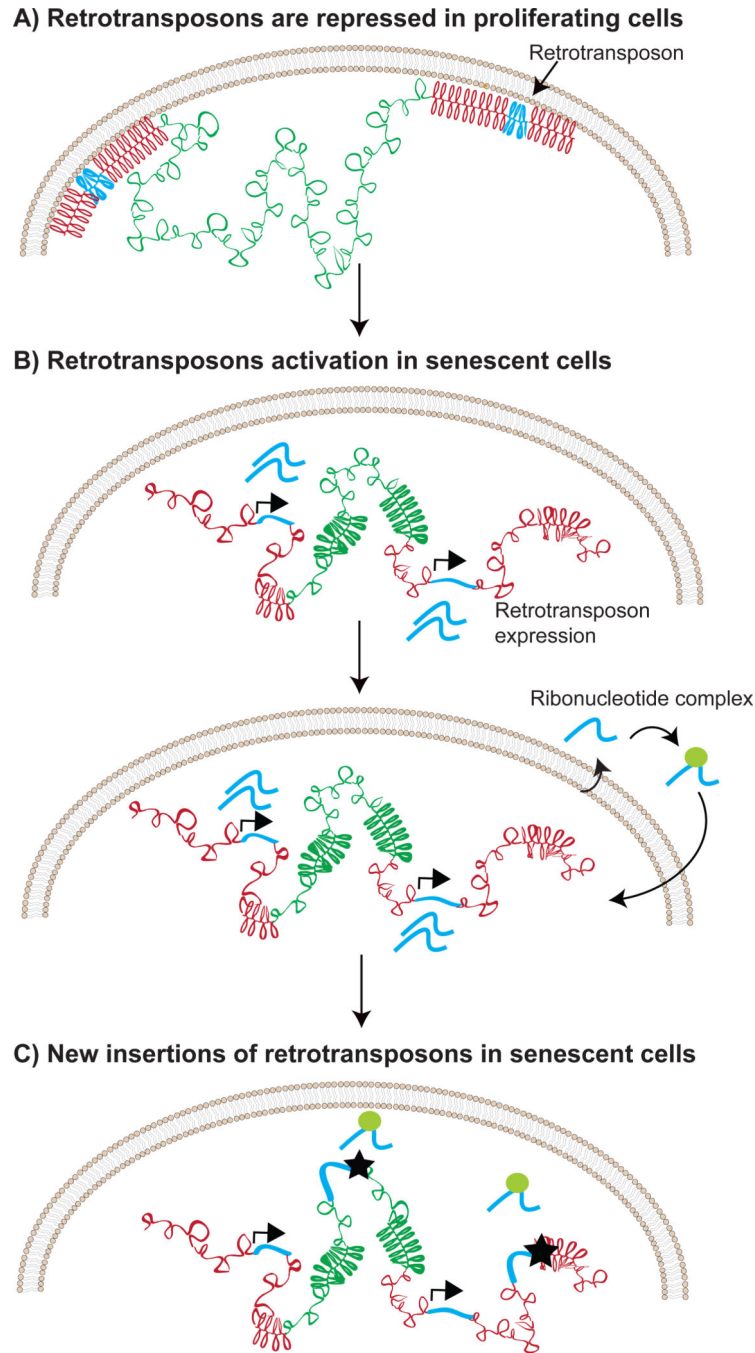 A) Retrotransposons are repressed in proliferating cells
Retrotransposon
B) Retrotransposons activation in senescent cells
Retrotransposon
expression
Ribonucleotide complex
C) New insertions of retrotransposons in senescent cells